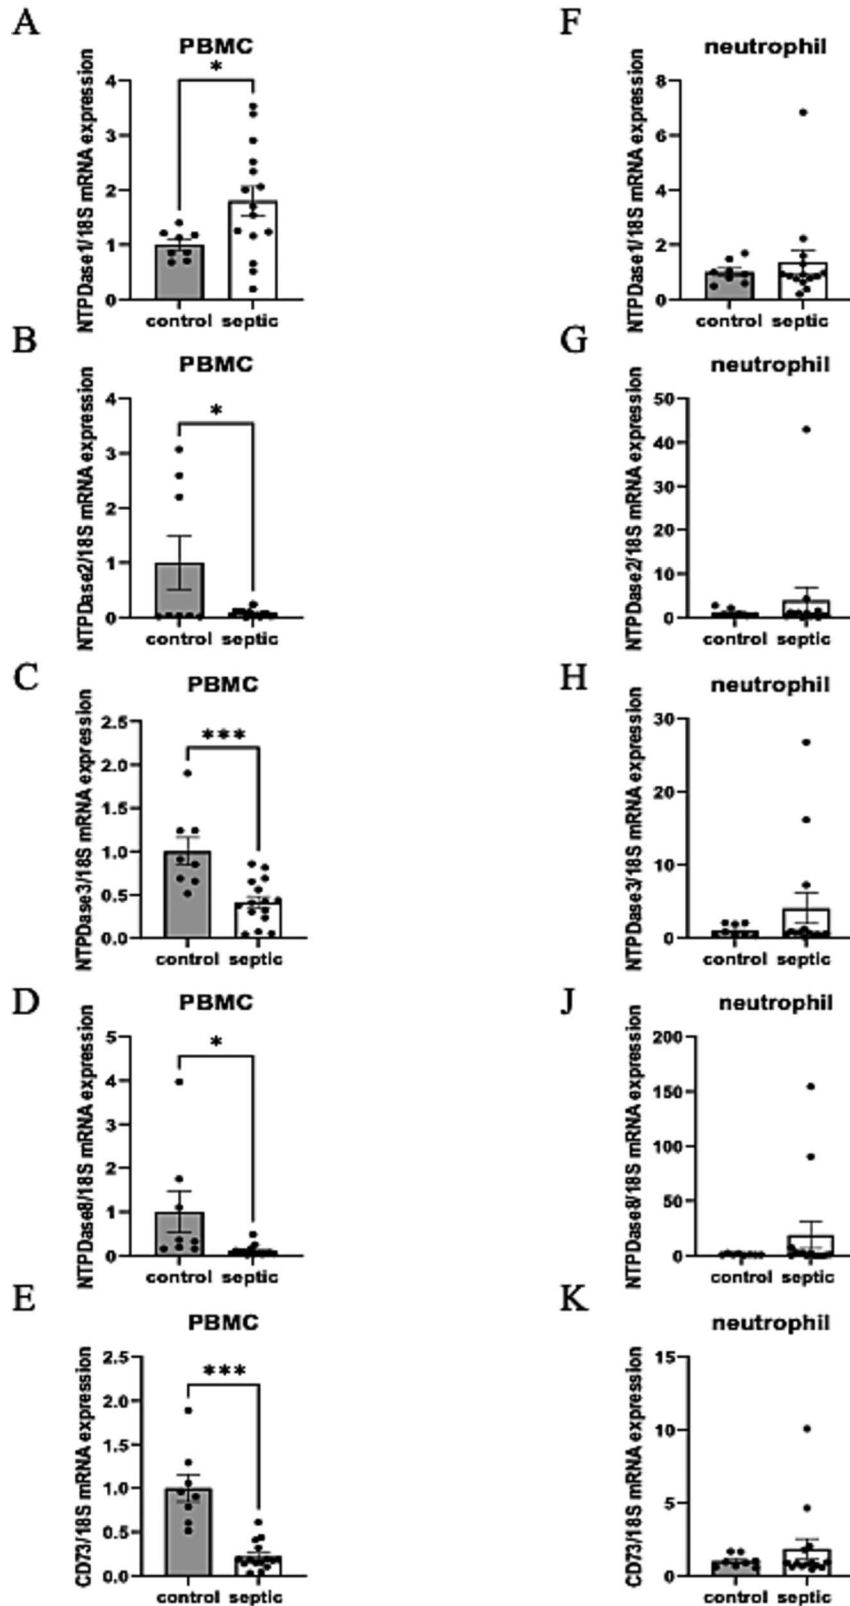 A
PBMC
*
NTPDase1/18S mRNA expression
4
3
2
1
0
control septic
F
neutrophil
NTPDase1/18S mRNA expression
8
6
4
2
0
control septic
B
PBMC
*
NTPDase2/18S mRNA expression
4
3
2
1
0
control septic
G
neutrophil
NTPDase2/18S mRNA expression
50
40
30
20
10
0
control septic
C
PBMC
***
NTPDase3/18S mRNA expression
2.5
2.0
1.5
1.0
0.5
0.0
control septic
H
neutrophil
NTPDase3/18S mRNA expression
30
20
10
0
control septic
D
PBMC
*
NTPDase8/18S mRNA expression
5
4
3
2
1
0
control septic
J
neutrophil
NTPDase8/18S mRNA expression
200
150
100
50
0
control septic
E
PBMC
***
CD73/18S mRNA expression
2.5
2.0
1.5
1.0
0.5
0.0
control septic
K
neutrophil
CD73/18S mRNA expression
15
10
5
0
control septic